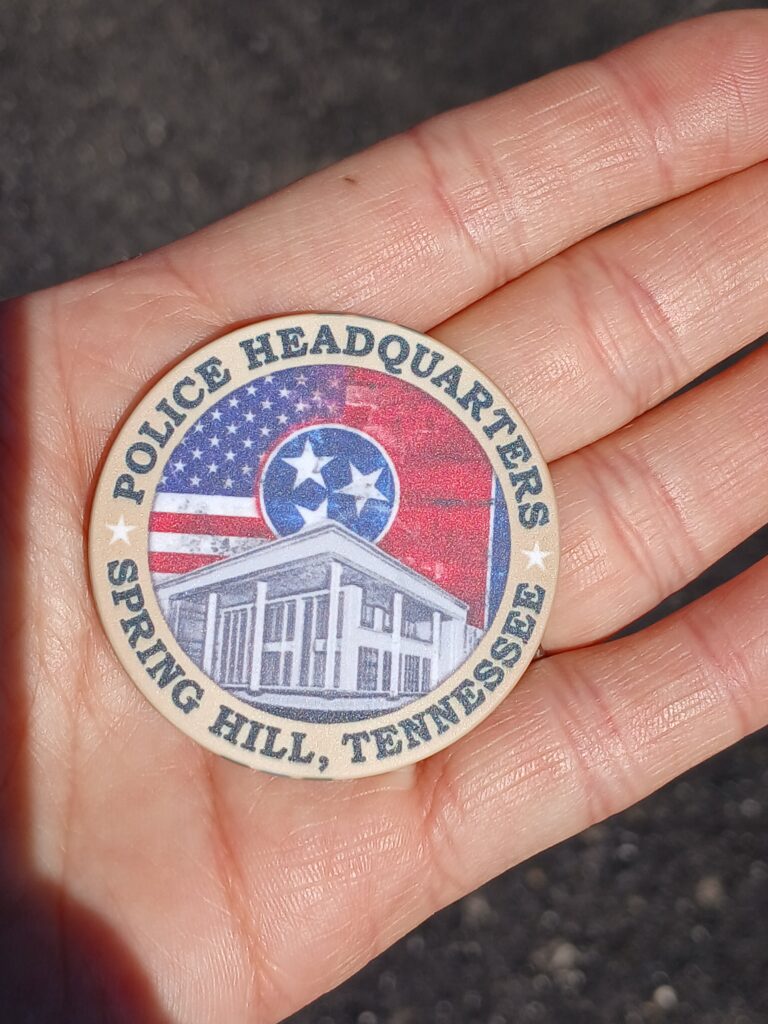 POLICE HEADQUARTERS
SPRING HILL, TENNESSEE